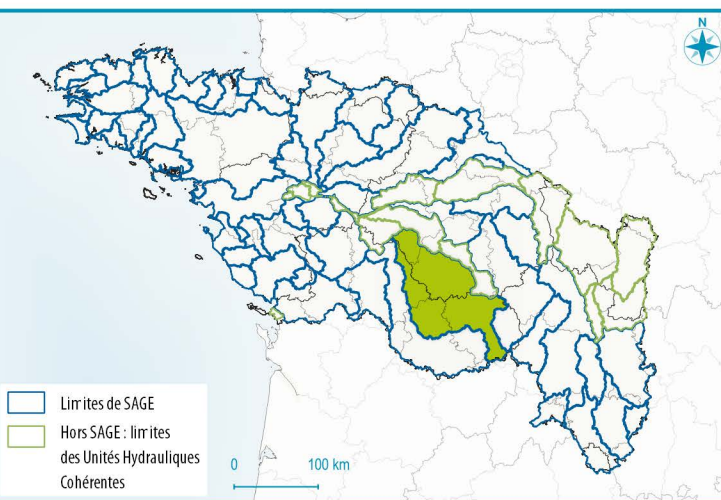 N
Limites de SAGE
Hors SAGE : limites
des Unités Hydrauliques
Cohérentes
0 100 km